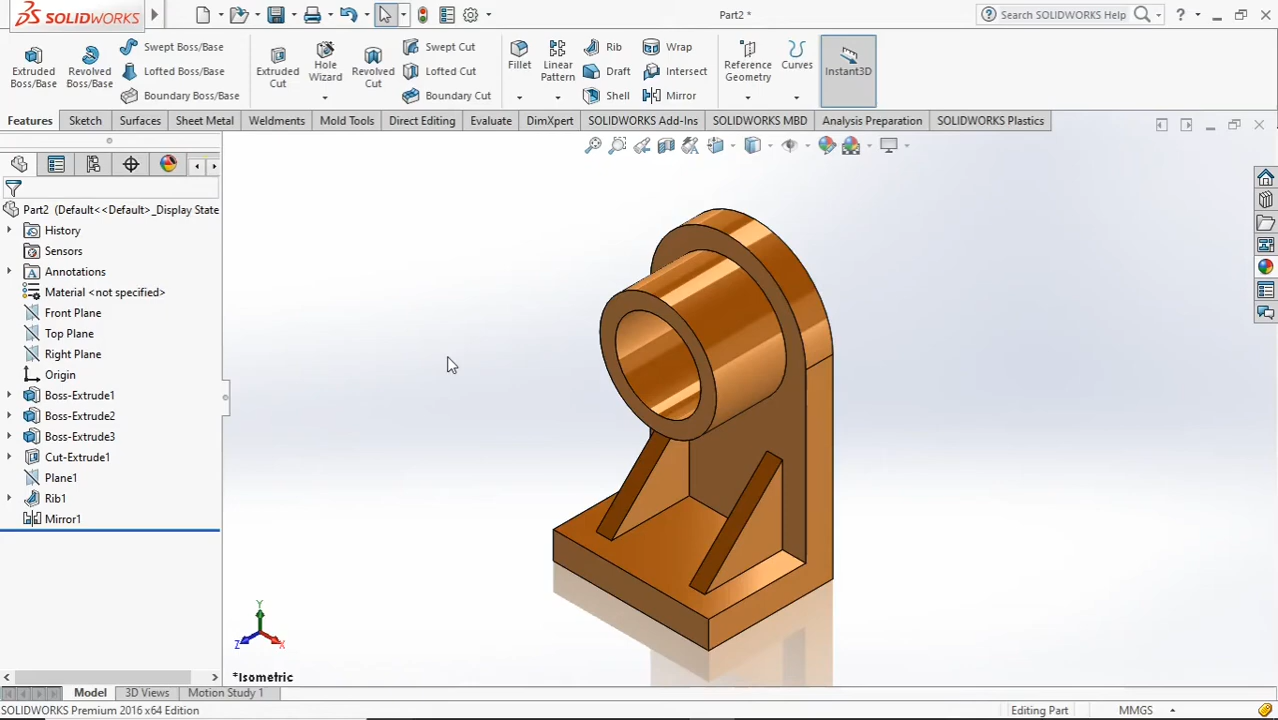 SOLIDWORKS
Part2 *
Search SOLIDWORKS Help
Extruded Boss/Base
Revolved Boss/Base
Swept Boss/Base
Lofted Boss/Base
Boundary Boss/Base
Extruded Cut
Hole Wizard
Revolved Cut
Swept Cut
Lofted Cut
Boundary Cut
Fillet
Linear Pattern
Rib
Draft
Shell
Wrap
Intersect
Mirror
Reference Geometry
Curves
Instant3D
Features
Sketch
Surfaces
Sheet Metal
Weldments
Mold Tools
Direct Editing
Evaluate
DimXpert
SOLIDWORKS Add-Ins
SOLIDWORKS MBD
Analysis Preparation
SOLIDWORKS Plastics
Part2 (Default<<Default>_Display State
History
Sensors
Annotations
Material <not specified>
Front Plane
Top Plane
Right Plane
Origin
Boss-Extrude1
Boss-Extrude2
Boss-Extrude3
Cut-Extrude1
Plane1
Rib1
Mirror1
Y
Z
X
*Isometric
Model
3D Views
Motion Study 1
SOLIDWORKS Premium 2016 x64 Edition
Editing Part
MMGS